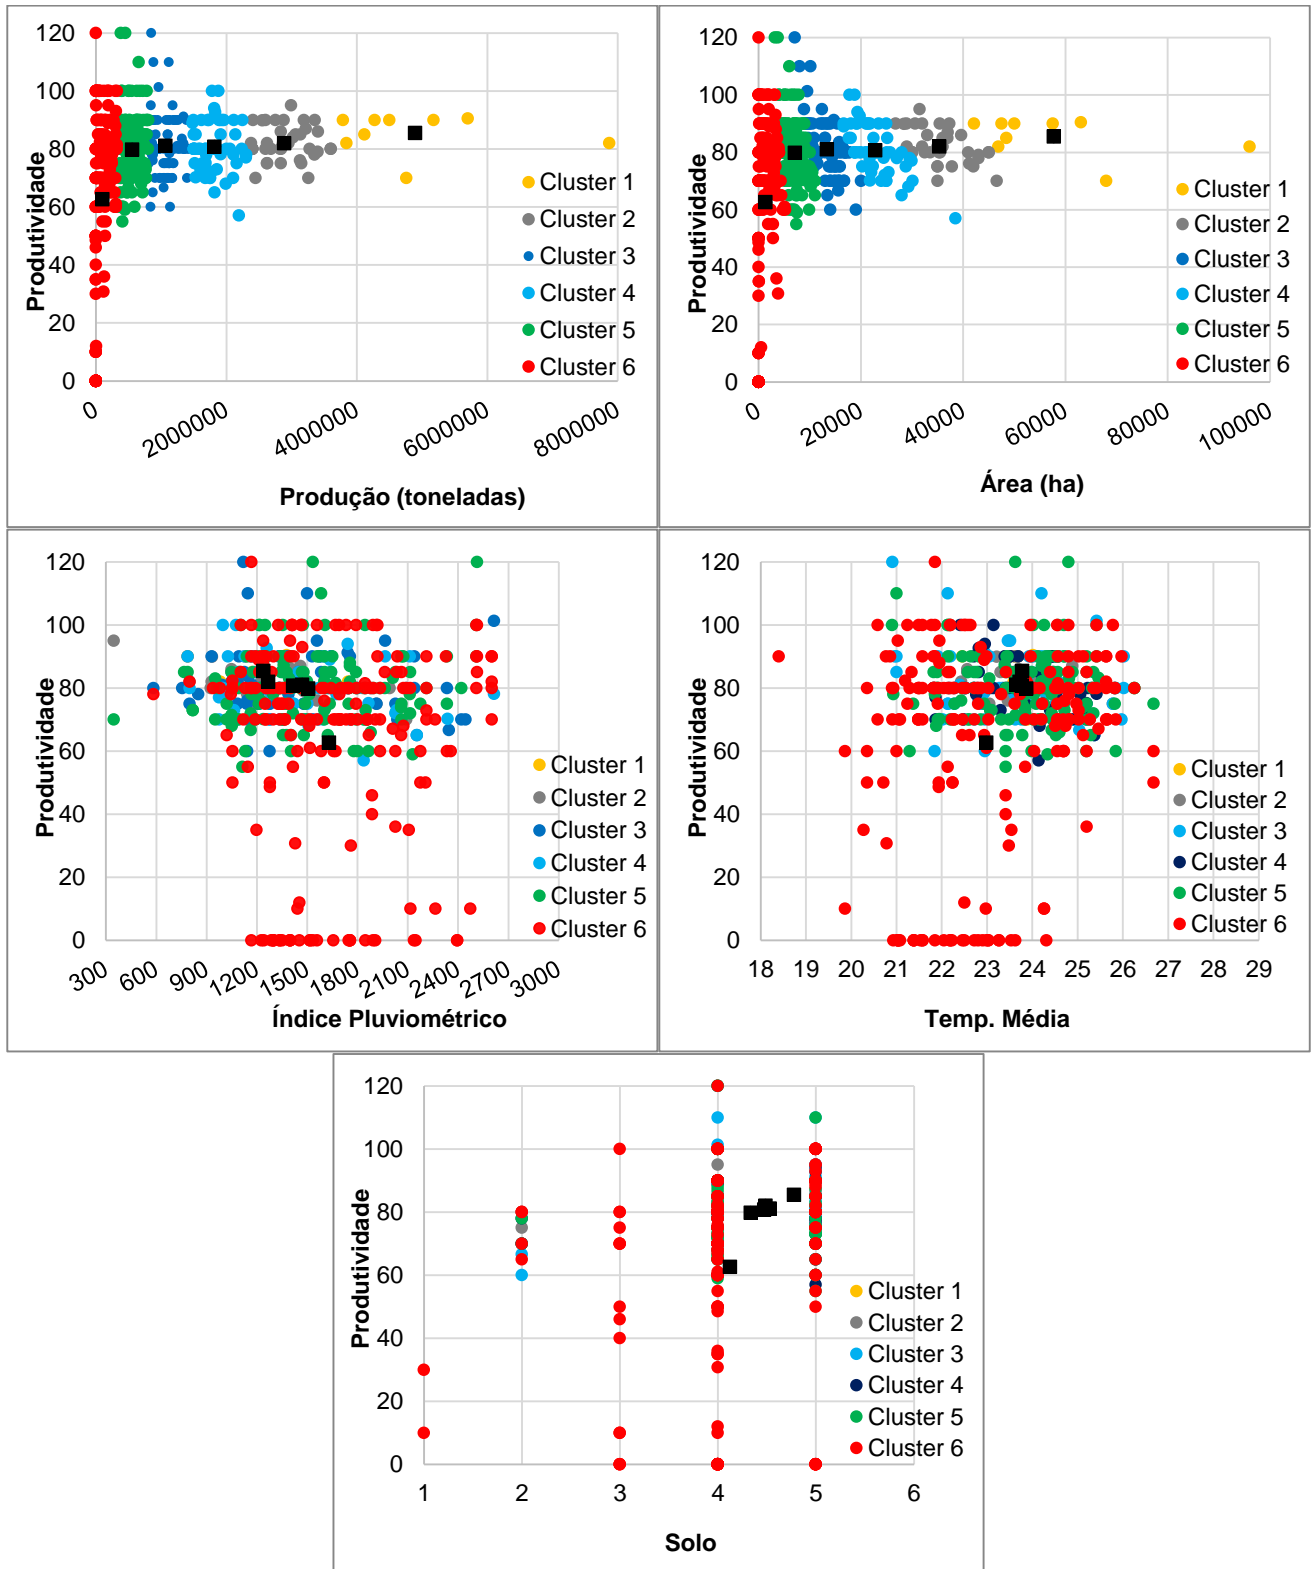 120
100
80
60
40
20
0
Produtividade
0
2000000
4000000
6000000
8000000
Produção (toneladas)
Cluster 1
Cluster 2
Cluster 3
Cluster 4
Cluster 5
Cluster 6
120
100
80
60
40
20
0
Produtividade
0
20000
40000
60000
80000
100000
Área (ha)
Cluster 1
Cluster 2
Cluster 3
Cluster 4
Cluster 5
Cluster 6
120
100
80
60
40
20
0
Produtividade
300
600
900
1200
1500
1800
2100
2400
2700
3000
Índice Pluviométrico
Cluster 1
Cluster 2
Cluster 3
Cluster 4
Cluster 5
Cluster 6
120
100
80
60
40
20
0
Produtividade
18 19 20 21 22 23 24 25 26 27 28 29
Temp. Média
Cluster 1
Cluster 2
Cluster 3
Cluster 4
Cluster 5
Cluster 6
120
100
80
60
40
20
0
Produtividade
1 2 3 4 5 6
Solo
Cluster 1
Cluster 2
Cluster 3
Cluster 4
Cluster 5
Cluster 6